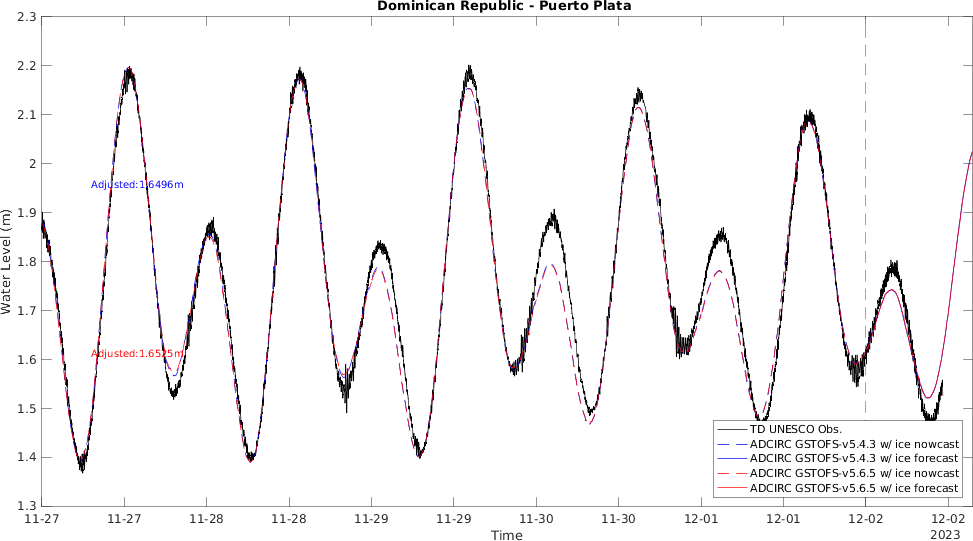 Dominican Republic - Puerto Plata
2.3
2.2
2.1
2
1.9
1.8
1.7
1.6
1.5
1.4
1.3
Water Level (m)
Adjusted:1.6496m
Adjusted:1.6525m
TD UNESCO Obs.
ADCIRC GSTOFS-v5.4.3 w/ ice nowcast
ADCIRC GSTOFS-v5.4.3 w/ ice forecast
ADCIRC GSTOFS-v5.6.5 w/ ice nowcast
ADCIRC GSTOFS-v5.6.5 w/ ice forecast
11-27 11-27 11-28 11-28 11-29 11-29 11-30 11-30 12-01 12-01 12-02 12-02
2023
Time